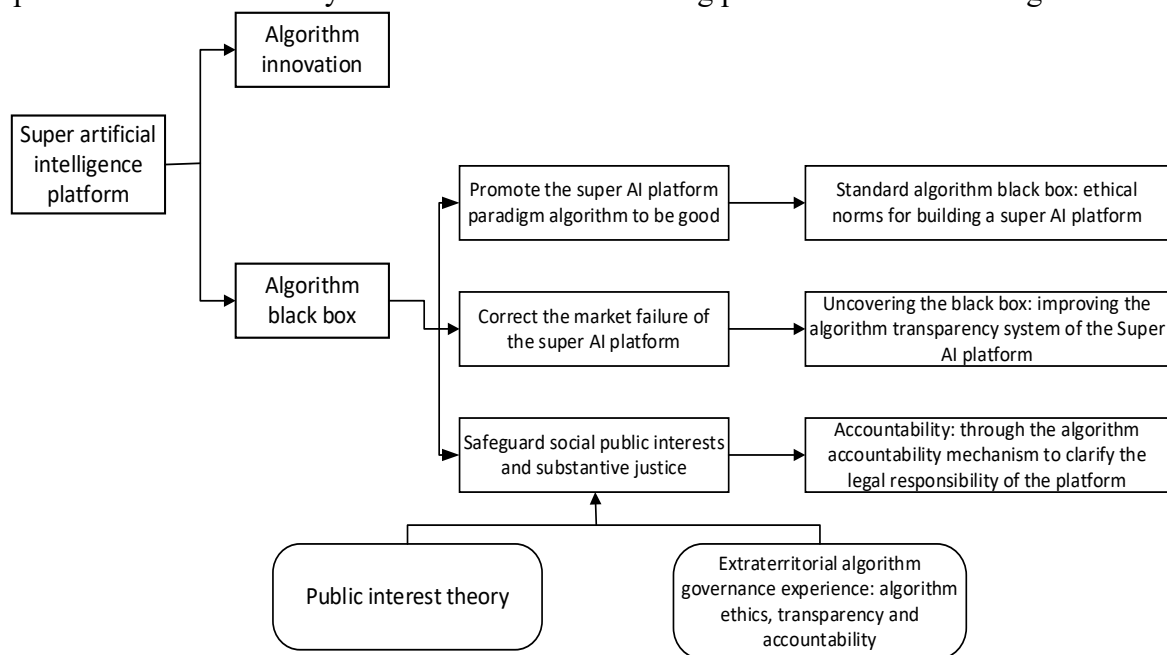 Algorithm
innovation
Super artificial
intelligence
platform
Promote the super AI platform
paradigm algorithm to be good
Standard algorithm black box: ethical
norms for building a super AI platform
Algorithm
black box
Correct the market failure of
the super AI platform
Uncovering the black box: improving the
algorithm transparency system of the Super
AI platform
Safeguard social public interests
and substantive justice
Accountability: through the algorithm
accountability mechanism to clarify the
legal responsibility of the platform
Public interest theory
Extraterritorial algorithm
governance experience: algorithm
ethics, transparency and
accountability